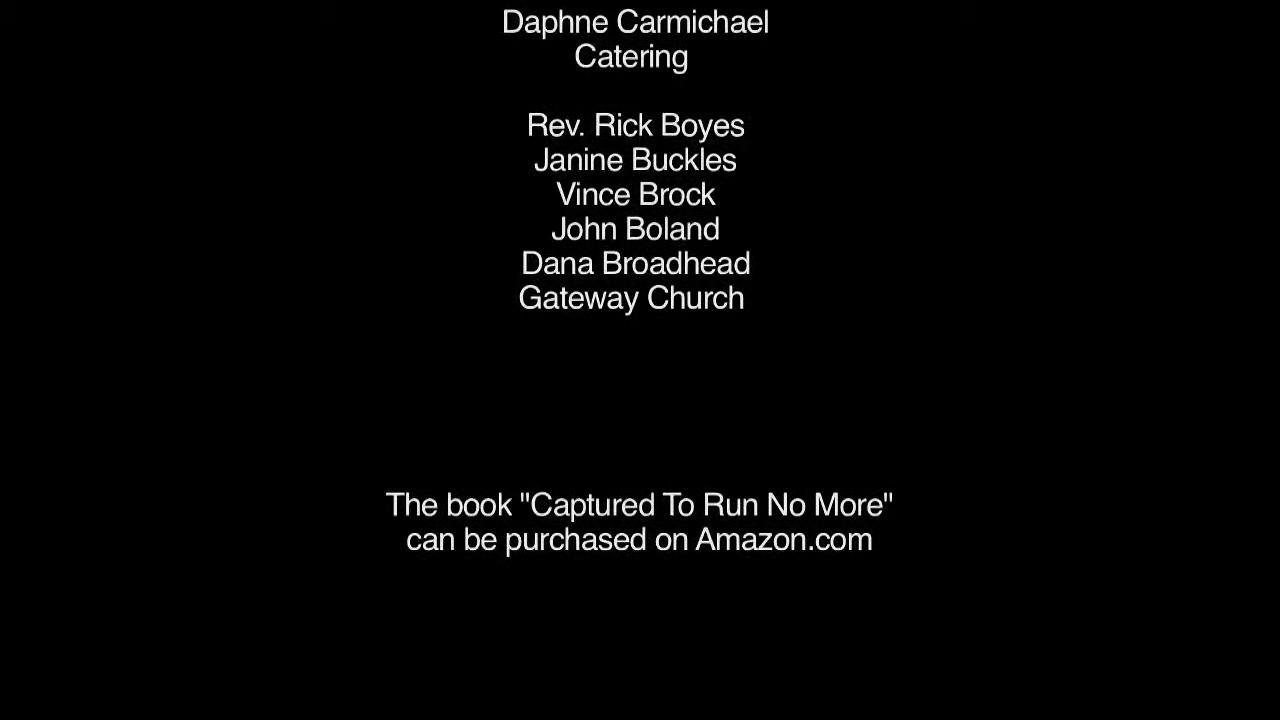 Daphne Carmichael
Catering
Rev. Rick Boyes
Janine Buckles
Vince Brock
John Boland
Dana Broadhead
Gateway Church
The book "Captured To Run No More"
can be purchased on Amazon.com